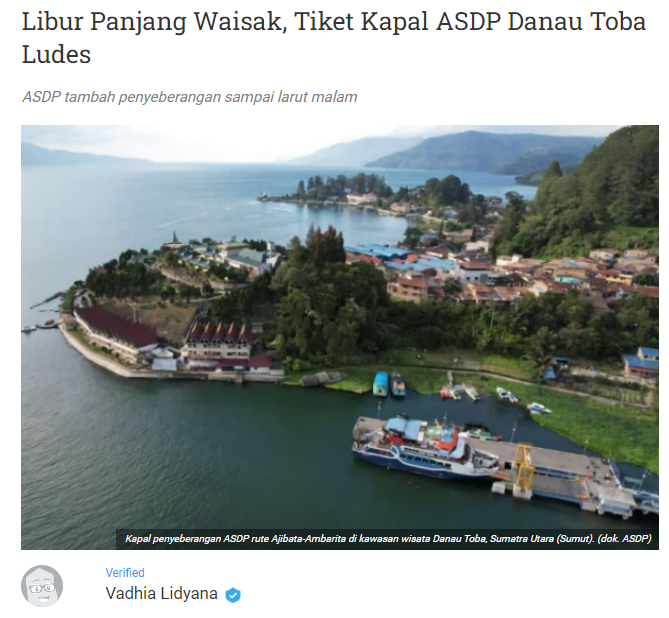 Libur Panjang Waisak, Tiket Kapal ASDP Danau Toba
Ludes
ASDP tambah penyeberangan sampai larut malam
Kapal penyeberangan ASDP rute Ajibata-Ambarita di kawasan wisata Danau Toba, Sumatra Utara (Sumut). (dok. ASDP)
Verified
Vadhia Lidyana